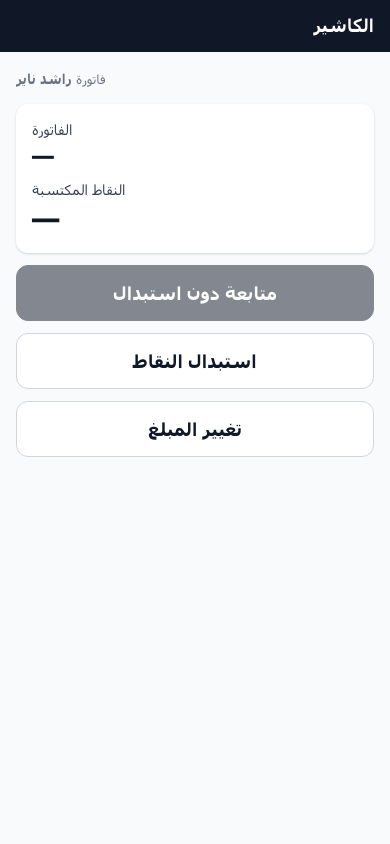 الكاشير
فاتورة راشد ناير
الفاتورة
—
النقاط المكتسبة
—
متابعة دون استبدال
استبدال النقاط
تغيير المبلغ